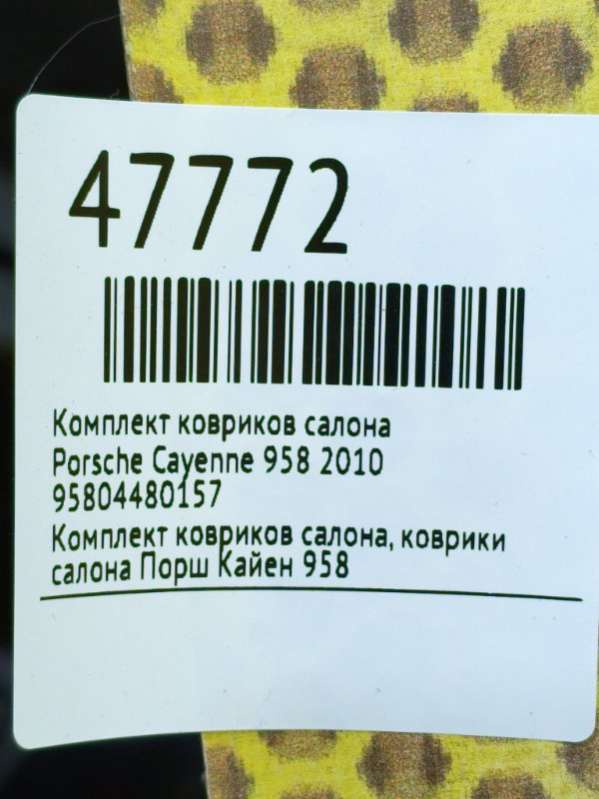 47772
Комплект ковриков салона
Porsche Cayenne 958 2010
95804480157
Комплект ковриков салона, коврики
салона Порш Кайен 958